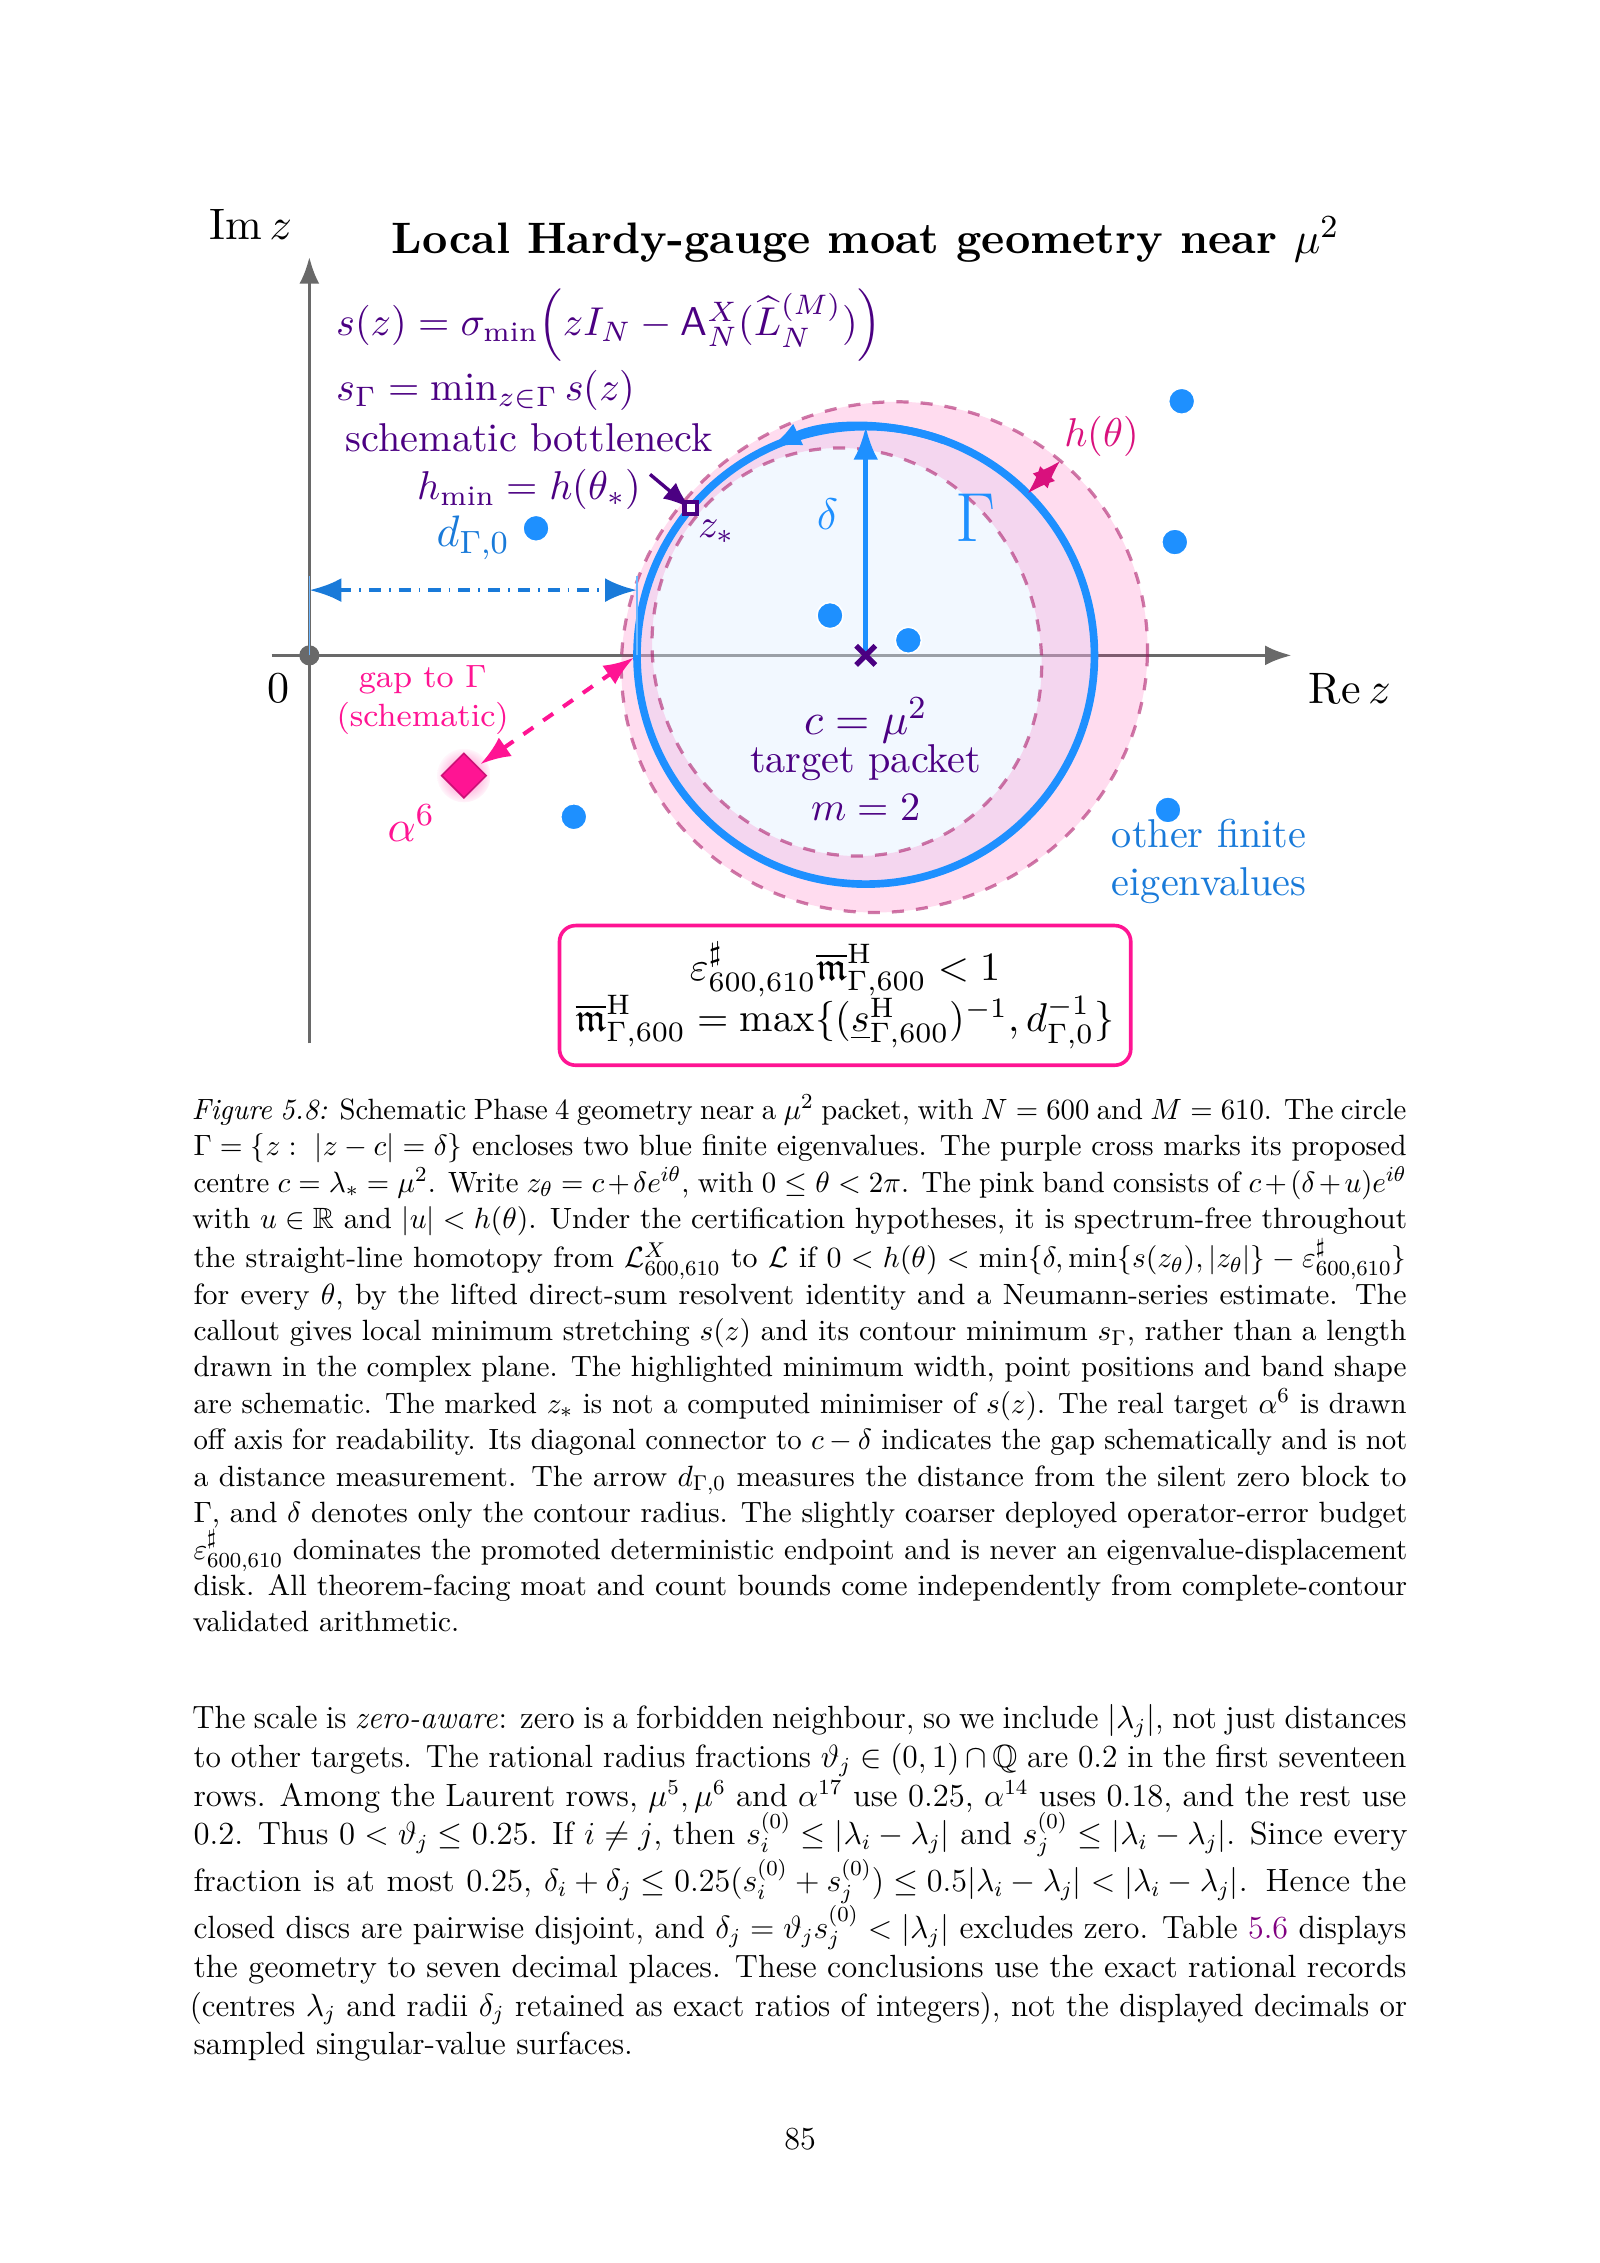 Im z
Local Hardy-gauge moat geometry near μ²
s(z) = σ_min(zI_N − A_N^X(L̂_N^(M)))
s_Γ = min_{z∈Γ} s(z)
schematic bottleneck
h_min = h(θ_*)
h(θ)
z_*
δ
Γ
d_{Γ,0}
0
Re z
gap to Γ
(schematic)
α⁶
c = μ²
target packet
m = 2
other finite
eigenvalues
ε^♯_{600,610} 𝔪̅^H_{Γ,600} < 1
𝔪̅^H_{Γ,600} = max{(s̲^H_{Γ,600})^{−1}, d^{−1}_{Γ,0}}
Figure 5.8: Schematic Phase 4 geometry near a μ² packet, with N = 600 and M = 610. The circle
Γ = {z : |z − c| = δ} encloses two blue finite eigenvalues. The purple cross marks its proposed
centre c = λ_* = μ². Write z_θ = c + δe^{iθ}, with 0 ≤ θ < 2π. The pink band consists of c + (δ + u)e^{iθ}
with u ∈ ℝ and |u| < h(θ). Under the certification hypotheses, it is spectrum-free throughout
the straight-line homotopy from ℒ^X_{600,610} to ℒ if 0 < h(θ) < min{δ, min{s(z_θ), |z_θ|} − ε^♯_{600,610}}
for every θ, by the lifted direct-sum resolvent identity and a Neumann-series estimate. The
callout gives local minimum stretching s(z) and its contour minimum s_Γ, rather than a length
drawn in the complex plane. The highlighted minimum width, point positions and band shape
are schematic. The marked z_* is not a computed minimiser of s(z). The real target α⁶ is drawn
off axis for readability. Its diagonal connector to c − δ indicates the gap schematically and is not
a distance measurement. The arrow d_{Γ,0} measures the distance from the silent zero block to
Γ, and δ denotes only the contour radius. The slightly coarser deployed operator-error budget
ε^♯_{600,610} dominates the promoted deterministic endpoint and is never an eigenvalue-displacement
disk. All theorem-facing moat and count bounds come independently from complete-contour
validated arithmetic.
The scale is zero-aware: zero is a forbidden neighbour, so we include |λ_j|, not just distances
to other targets. The rational radius fractions ϑ_j ∈ (0, 1) ∩ ℚ are 0.2 in the first seventeen
rows. Among the Laurent rows, μ⁵, μ⁶ and α¹⁷ use 0.25, α¹⁴ uses 0.18, and the rest use
0.2. Thus 0 < ϑ_j ≤ 0.25. If i ≠ j, then s_i^(0) ≤ |λ_i − λ_j| and s_j^(0) ≤ |λ_i − λ_j|. Since every
fraction is at most 0.25, δ_i + δ_j ≤ 0.25(s_i^(0) + s_j^(0)) ≤ 0.5|λ_i − λ_j| < |λ_i − λ_j|. Hence the
closed discs are pairwise disjoint, and δ_j = ϑ_j s_j^(0) < |λ_j| excludes zero. Table 5.6 displays
the geometry to seven decimal places. These conclusions use the exact rational records
(centres λ_j and radii δ_j retained as exact ratios of integers), not the displayed decimals or
sampled singular-value surfaces.
85